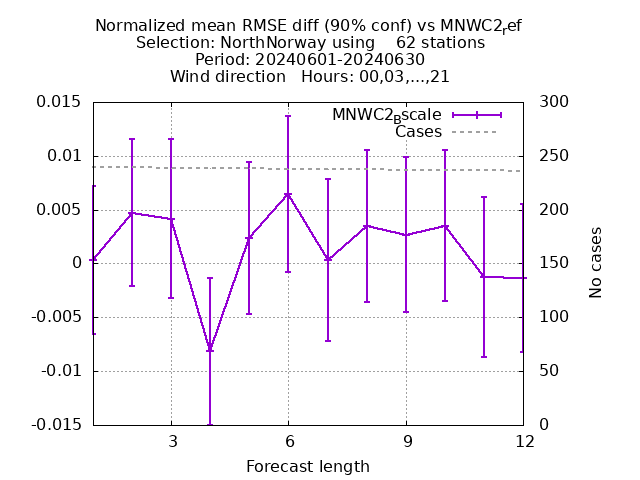 Normalized mean RMSE diff (90% conf) vs MNWC2ref
Selection: NorthNorway using    62 stations
Period: 20240601-20240630
Wind direction   Hours: 00,03,...,21
MNWC2Bscale
Cases
0.015
0.01
0.005
0
-0.005
-0.01
-0.015
300
250
200
150
100
50
0
No cases
3
6
9
12
Forecast length